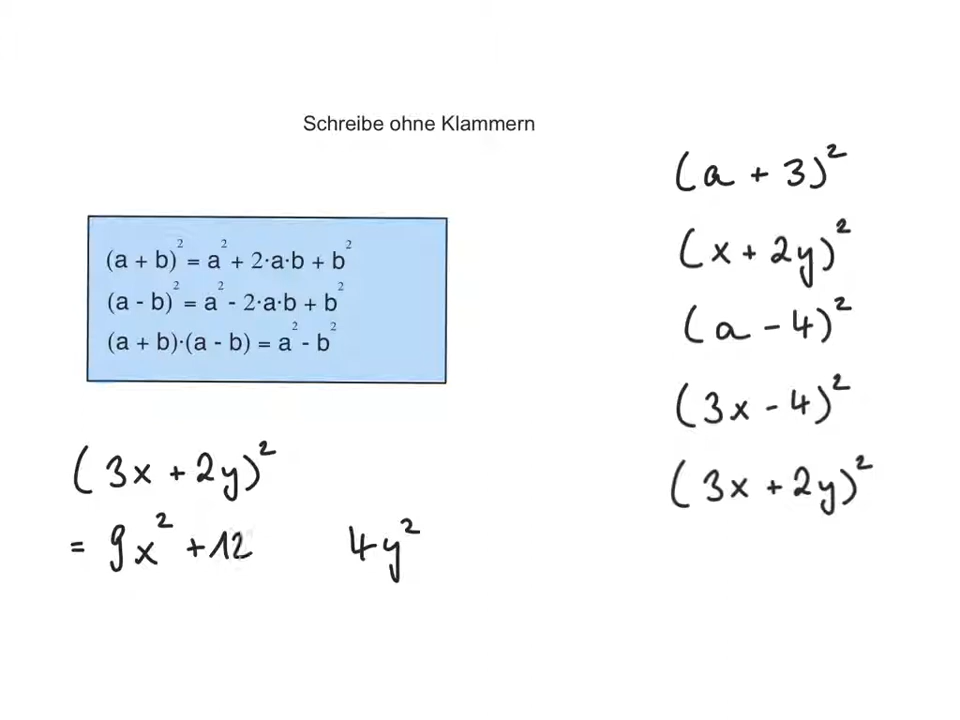 Schreibe ohne Klammern
(a + b)² = a² + 2·a·b + b²
(a - b)² = a² - 2·a·b + b²
(a + b)·(a - b) = a² - b²
(3x + 2y)²
= 9x² + 12 4y²
(a + 3)²
(x + 2y)²
(a - 4)²
(3x - 4)²
(3x + 2y)²